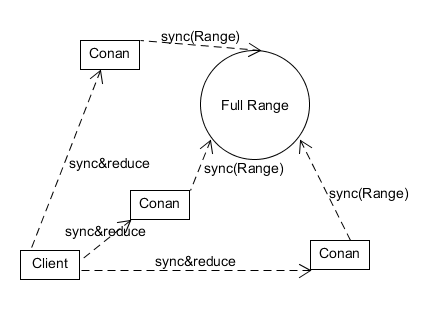 sync(Range)
Conan
Full Range
sync&reduce
sync(Range)
sync(Range)
Conan
sync&reduce
Conan
Client
sync&reduce